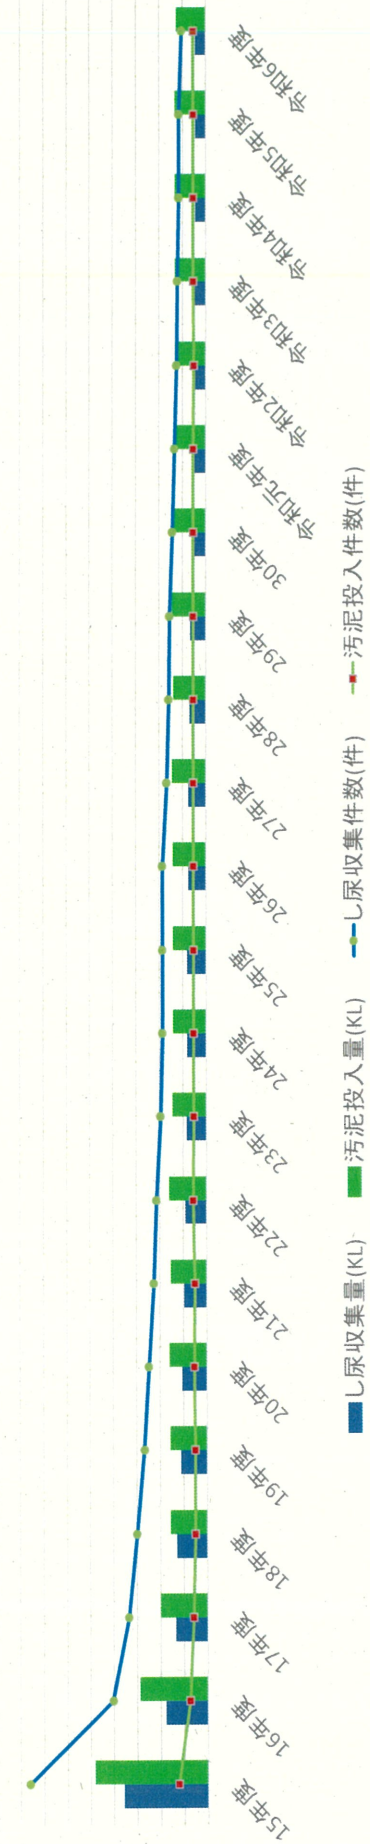 15年度
16年度
17年度
18年度
19年度
20年度
21年度
22年度
23年度
24年度
25年度
26年度
27年度
28年度
29年度
30年度
令和元年度
令和2年度
令和3年度
令和4年度
令和5年度
令和6年度
し尿収集量(KL)
汚泥投入量(KL)
し尿収集件数(件)
汚泥投入件数(件)